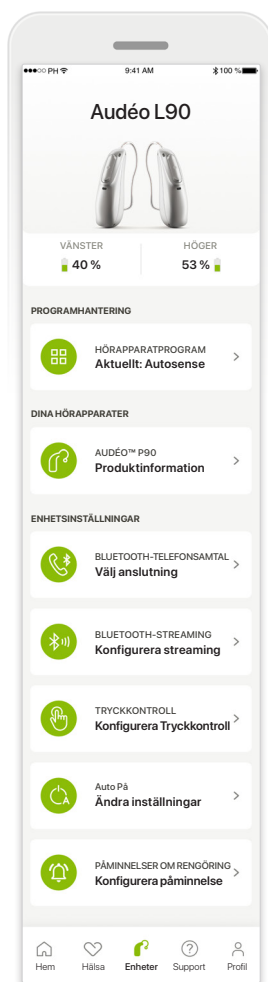 PH 9:41 AM 100 %
Audéo L90
VÄNSTER HÖGER
40 % 53 %
PROGRAMHANTERING
HÖRAPPARATPROGRAM
Aktuellt: Autosense
DINA HÖRAPPARATER
AUDÉO™ P90
Produktinformation
ENHETSINSTÄLLNINGAR
BLUETOOTH-TELEFONSAMTAL
Välj anslutning
BLUETOOTH-STREAMING
Konfigurera streaming
TRYCKKONTROLL
Konfigurera Tryckkontroll
A
Auto På
Ändra inställningar
PÅMINNELSER OM RENGÖRING
Konfigurera påminnelse
Hem Hälsa Enheter Support Profil